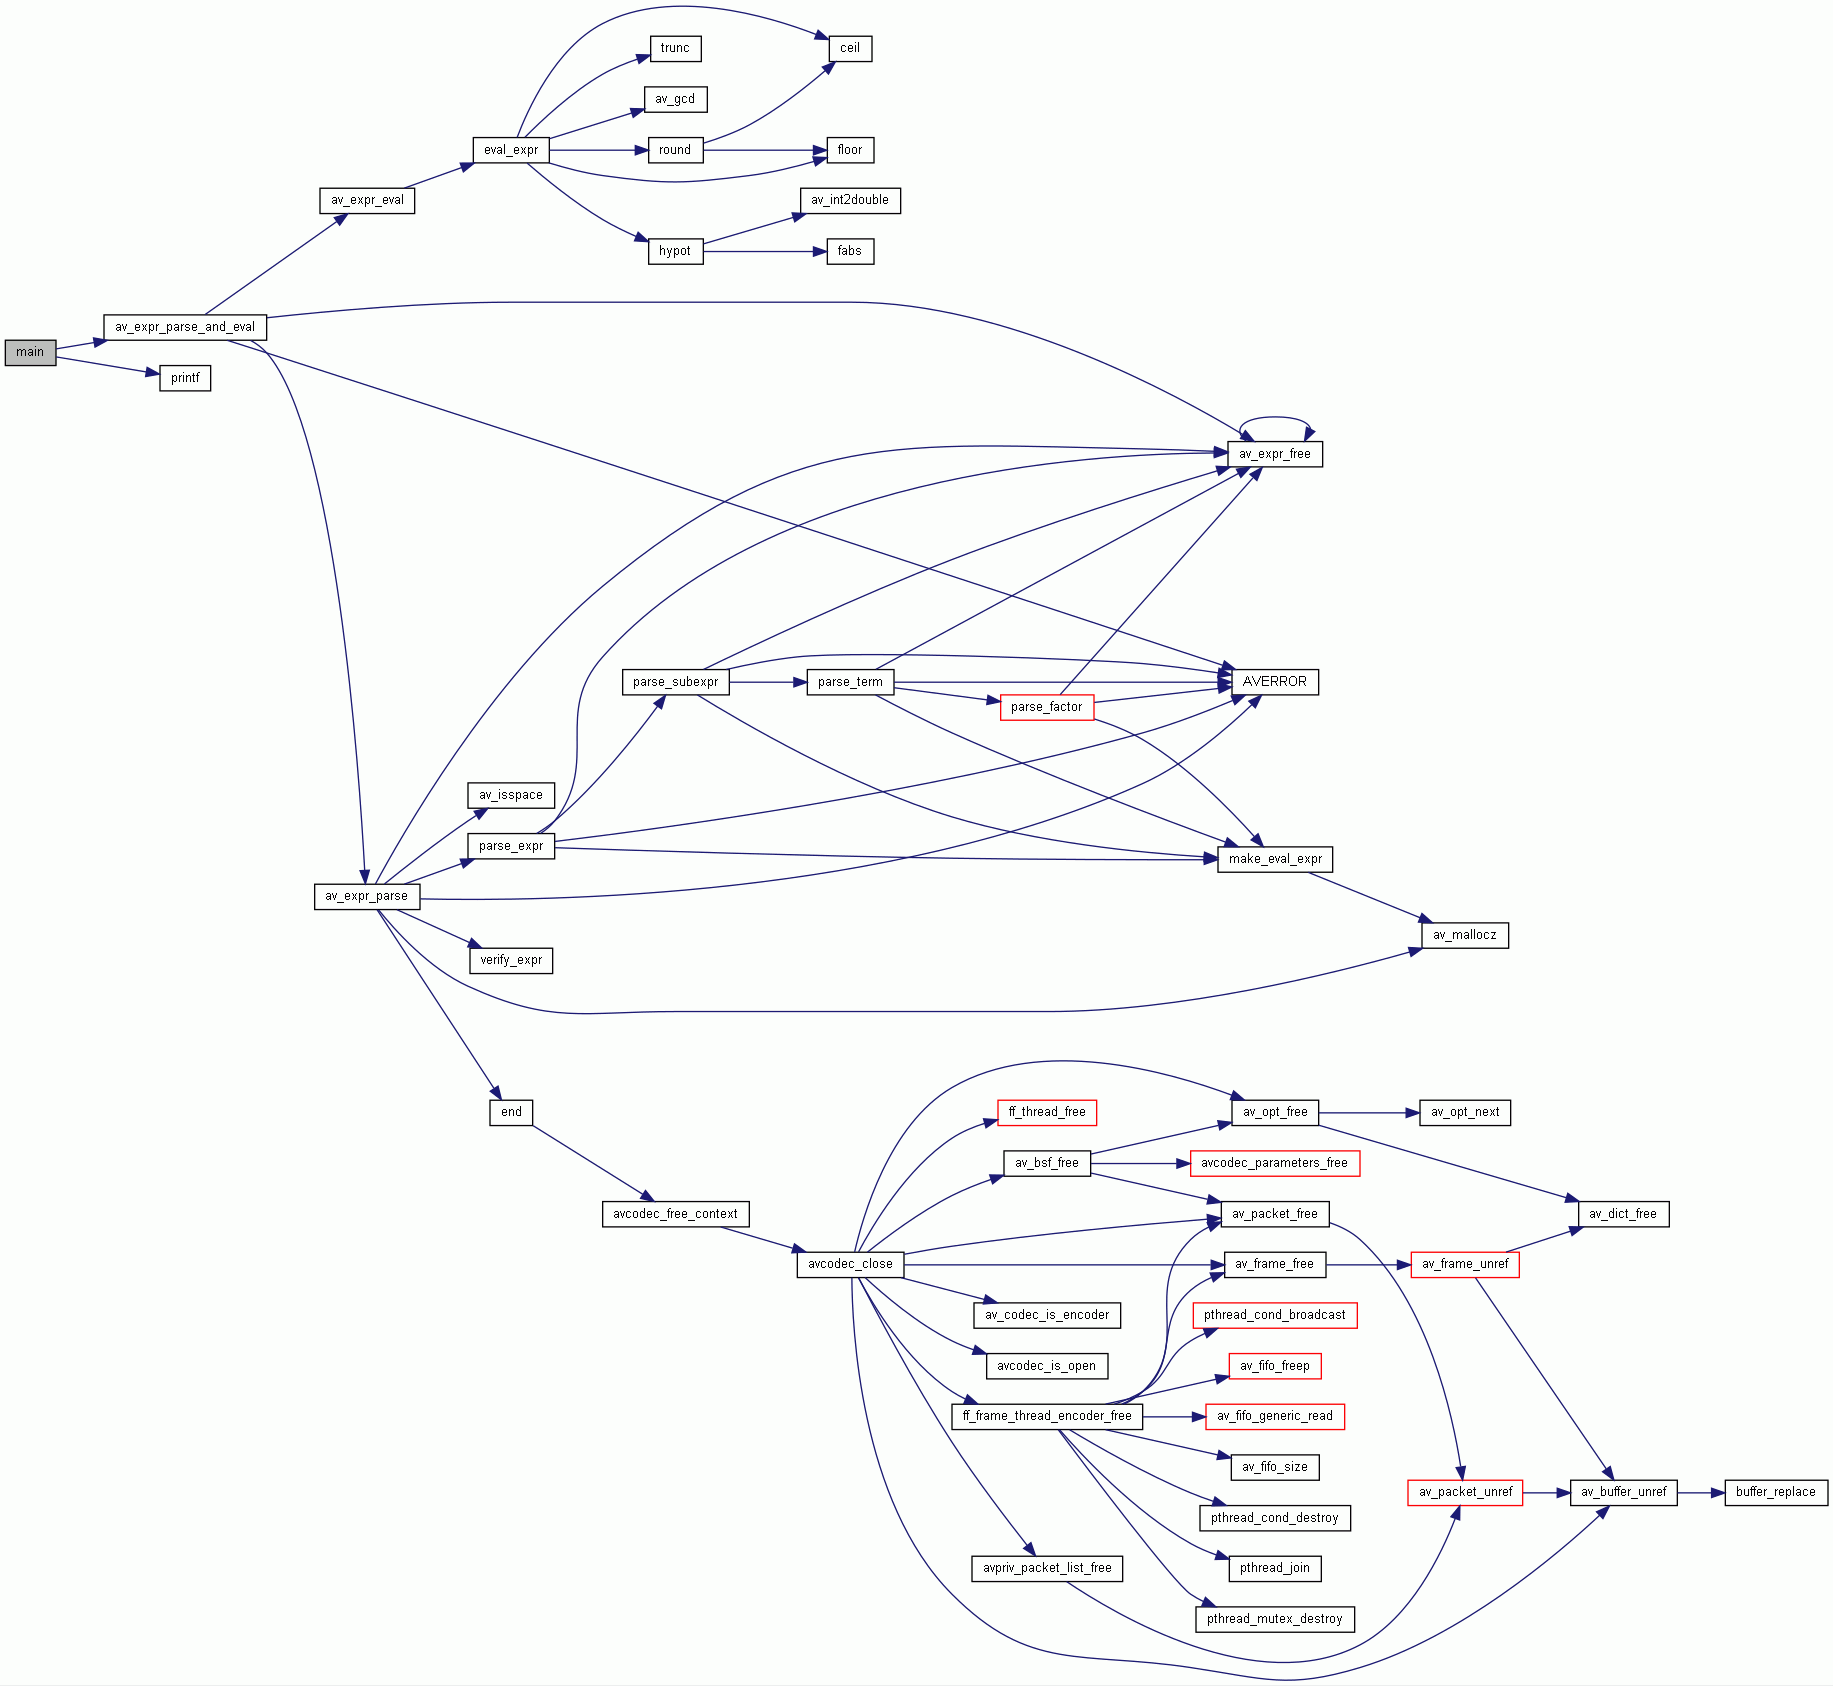 ceil
trunc
av_gcd
eval_expr
round
floor
av_expr_eval
av_int2double
hypot
fabs
av_expr_parse_and_eval
main
printf
av_expr_free
parse_subexpr
parse_term
AVERROR
parse_factor
av_isspace
parse_expr
make_eval_expr
av_expr_parse
av_mallocz
verify_expr
end
ff_thread_free
av_opt_free
av_opt_next
av_bsf_free
avcodec_parameters_free
avcodec_free_context
av_packet_free
av_dict_free
avcodec_close
av_frame_free
av_frame_unref
av_codec_is_encoder
pthread_cond_broadcast
avcodec_is_open
av_fifo_freep
ff_frame_thread_encoder_free
av_fifo_generic_read
av_fifo_size
av_packet_unref
av_buffer_unref
buffer_replace
pthread_cond_destroy
avpriv_packet_list_free
pthread_join
pthread_mutex_destroy